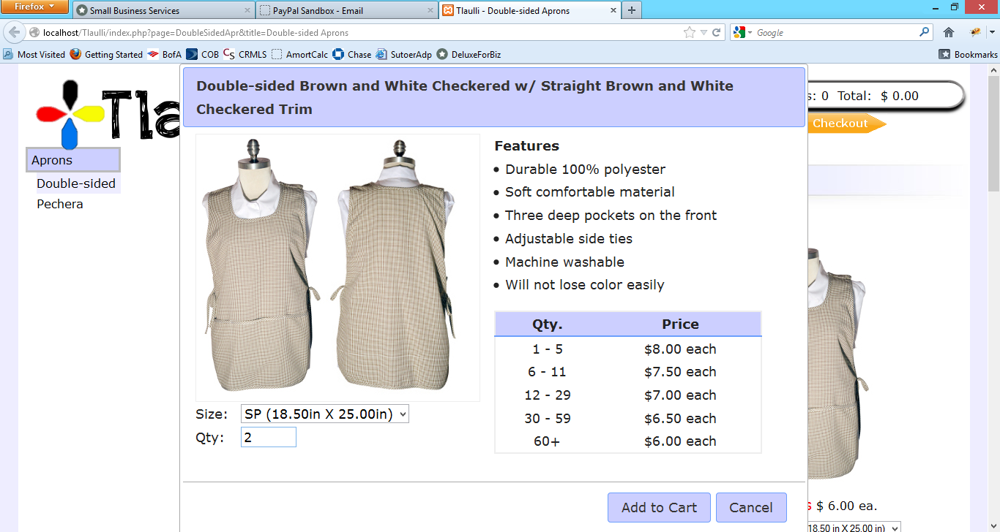 Firefox
Small Business Services
PayPal Sandbox - Email
Tlaulli - Double-sided Aprons
localhost/Tlaulli/index.php?page=DoubleSidedApr&title=Double-sided Aprons
Google
Most Visited
Getting Started
BofA
COB
CRMLS
AmortCalc
Chase
SutoerAdp
DeluxeForBiz
Bookmarks
Tla
s: 0 Total: $ 0.00
Checkout
Aprons
Double-sided
Pechera
Double-sided Brown and White Checkered w/ Straight Brown and White
Checkered Trim
Features
• Durable 100% polyester
• Soft comfortable material
• Three deep pockets on the front
• Adjustable side ties
• Machine washable
• Will not lose color easily
Qty. Price
1 - 5 $8.00 each
6 - 11 $7.50 each
12 - 29 $7.00 each
30 - 59 $6.50 each
60+ $6.00 each
Size: SP (18.50in X 25.00in)
Qty: 2
Add to Cart
Cancel
s $ 6.00 ea.
18.50 in X 25.00 in)